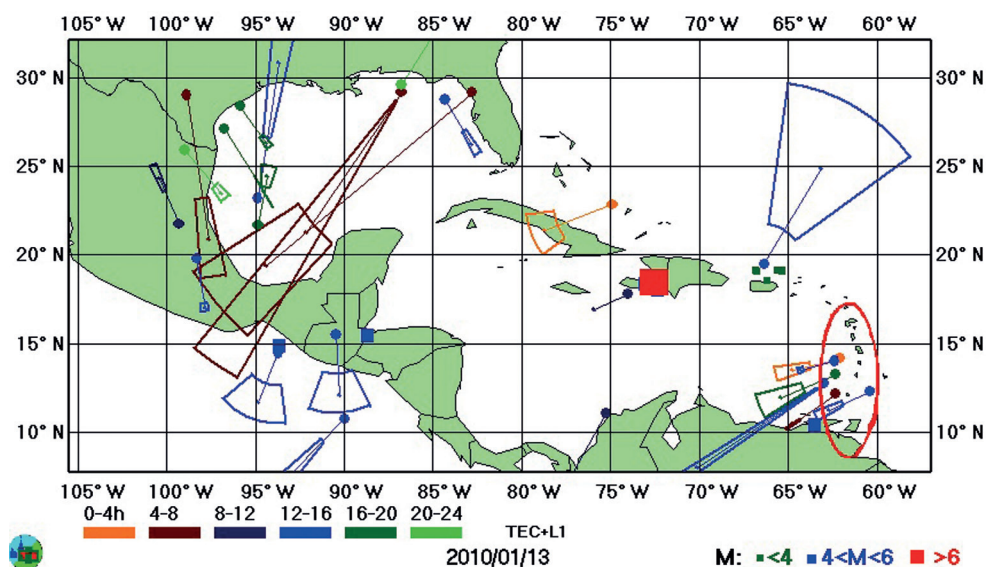 105° W 100° W 95° W 90° W 85° W 80° W 75° W 70° W 65° W 60° W
30° N 30° N
25° N 25° N
20° N 20° N
15° N 15° N
10° N 10° N
105° W 100° W 95° W 90° W 85° W 80° W 75° W 70° W 65° W 60° W
0-4h 4-8 8-12 12-16 16-20 20-24
TEC+L1
2010/01/13
M: <4 4<M<6 >6